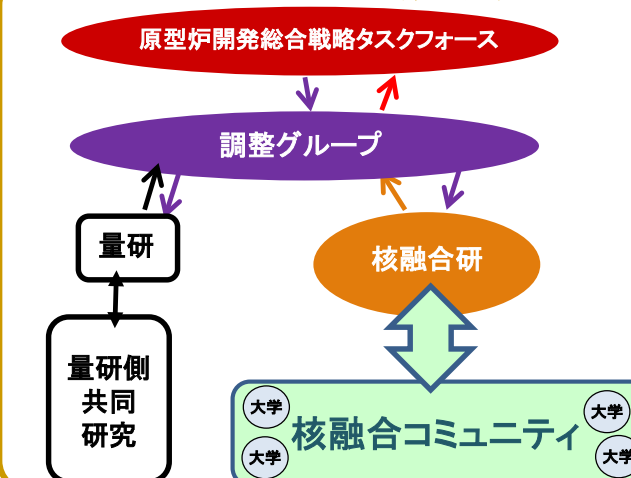 原型炉開発総合戦略タスクフォース
調整グループ
量研
核融合研
量研側
共同
研究
大学
大学
核融合コミュニティ
大学
大学